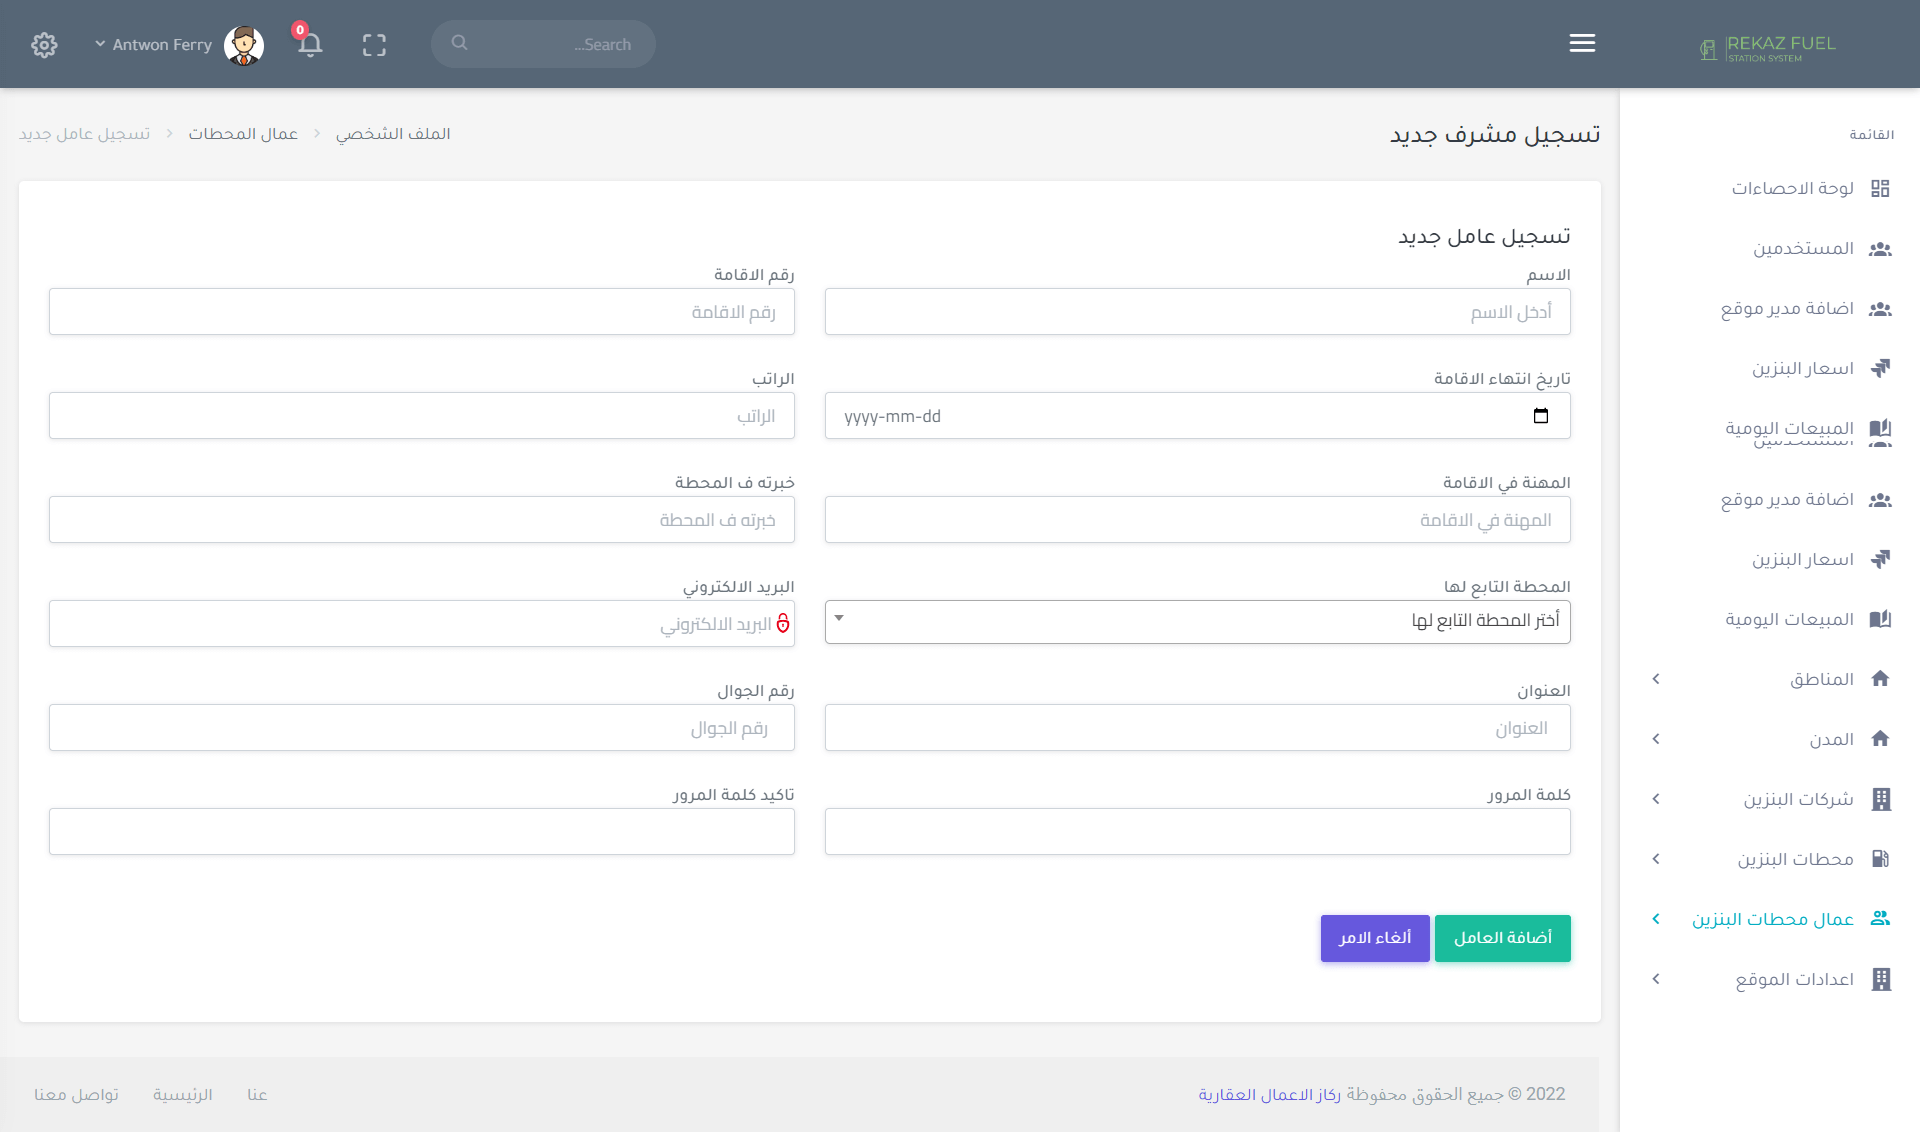 REKAZ FUEL
STATION SYSTEM
Search...
0
Antwon Ferry
القائمة
لوحة الاحصاءات
المستخدمين
اضافة مدير موقع
اسعار البنزين
المبيعات اليومية
المستخدمين
اضافة مدير موقع
اسعار البنزين
المبيعات اليومية
المناطق
المدن
شركات البنزين
محطات البنزين
عمال محطات البنزين
اعدادات الموقع
تسجيل مشرف جديد
الملف الشخصي
عمال المحطات
تسجيل عامل جديد
تسجيل عامل جديد
الاسم
أدخل الاسم
رقم الاقامة
رقم الاقامة
تاريخ انتهاء الاقامة
yyyy-mm-dd
الراتب
الراتب
المهنة في الاقامة
المهنة في الاقامة
خبرته ف المحطة
خبرته ف المحطة
المحطة التابع لها
أختر المحطة التابع لها
البريد الالكتروني
البريد الالكتروني
العنوان
العنوان
رقم الجوال
رقم الجوال
كلمة المرور
تاكيد كلمة المرور
أضافة العامل
ألغاء الامر
2022 © جميع الحقوق محفوظة ركاز الاعمال العقارية
عنا
الرئيسية
تواصل معنا